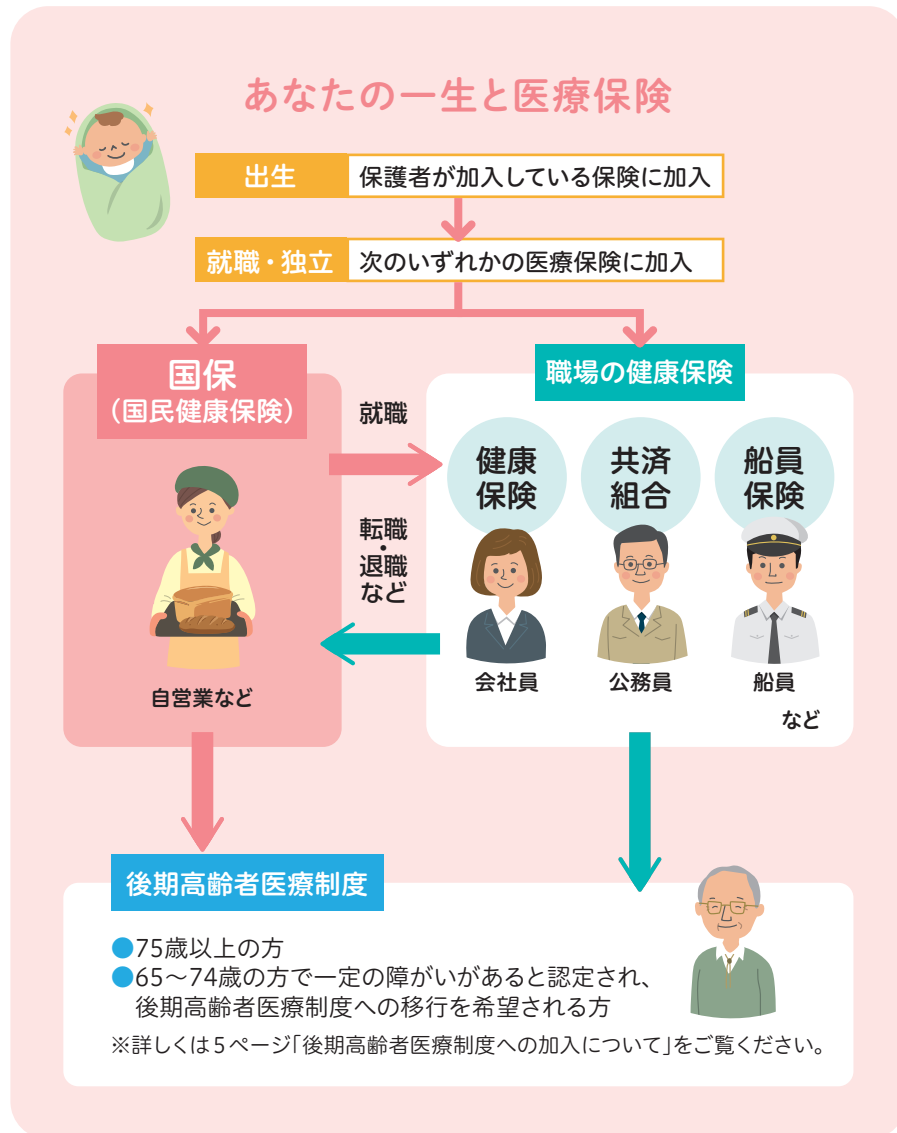 あなたの一生と医療保険
出生 保護者が加入している保険に加入
就職・独立 次のいずれかの医療保険に加入
国保
(国民健康保険)
職場の健康保険
就職
転職
・
退職
など
健康
保険
共済
組合
船員
保険
自営業など
会社員
公務員
船員
など
後期高齢者医療制度
●75歳以上の方
●65〜74歳の方で一定の障がいがあると認定され、
後期高齢者医療制度への移行を希望される方
※詳しくは5ページ「後期高齢者医療制度への加入について」をご覧ください。